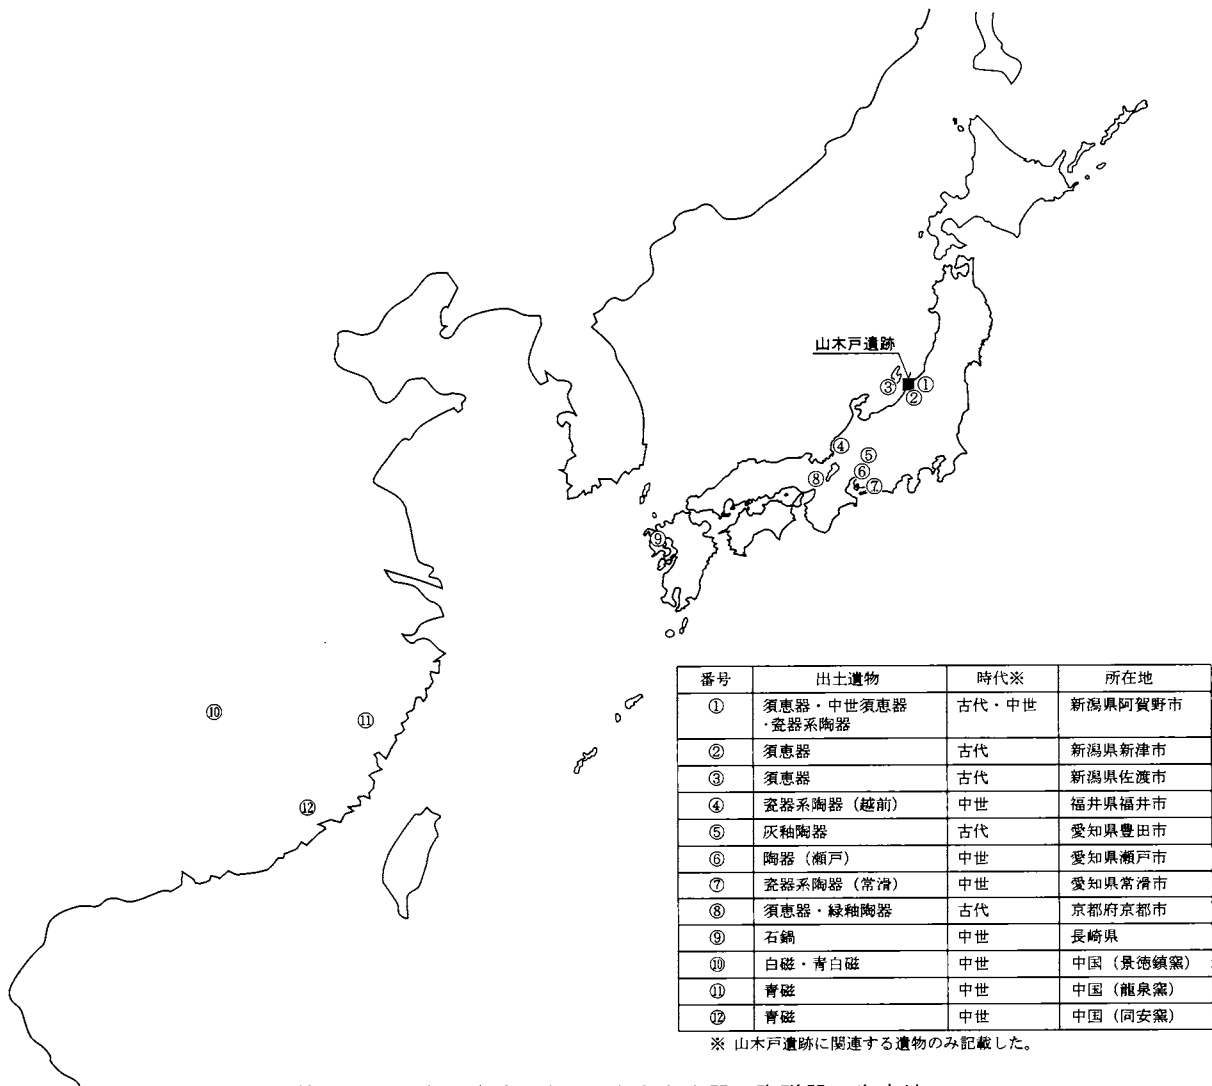 山木戸遺跡
③ ①
②
④
⑤
⑥
⑧ ⑦
⑨
⑩ ⑪
⑫
番号 出土遺物 時代※ 所在地
① 須恵器・中世須恵器 古代・中世 新潟県阿賀野市
・瓷器系陶器
② 須恵器 古代 新潟県新津市
③ 須恵器 古代 新潟県佐渡市
④ 瓷器系陶器(越前) 中世 福井県福井市
⑤ 灰釉陶器 古代 愛知県豊田市
⑥ 陶器(瀬戸) 中世 愛知県瀬戸市
⑦ 瓷器系陶器(常滑) 中世 愛知県常滑市
⑧ 須恵器・緑釉陶器 古代 京都府京都市
⑨ 石鍋 中世 長崎県
⑩ 白磁・青白磁 中世 中国(景徳鎮窯)
⑪ 青磁 中世 中国(龍泉窯)
⑫ 青磁 中世 中国(同安窯)
※ 山木戸遺跡に関連する遺物のみ記載した。